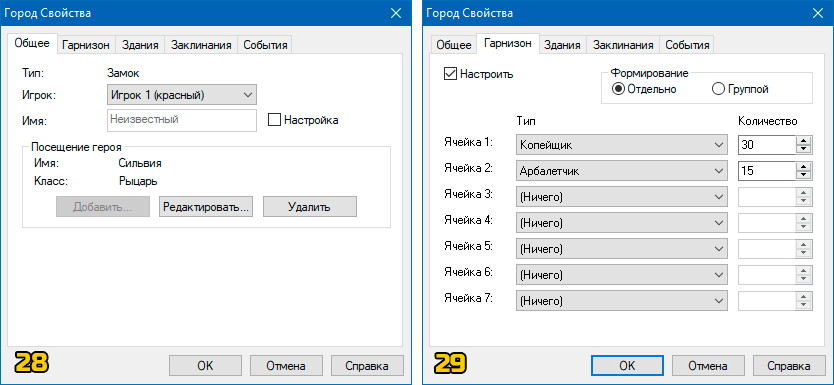 Город Свойства
Общее Гарнизон Здания Заклинания События
Тип: Замок
Игрок: Игрок 1 (красный)
Имя: Неизвестный Настройка
Посещение героя
Имя: Сильвия
Класс: Рыцарь
Добавить... Редактировать... Удалить
28
OK Отмена Справка
Город Свойства
Общее Гарнизон Здания Заклинания События
Настроить
Формирование
Отдельно Группой
Тип Количество
Ячейка 1: Копейщик 30
Ячейка 2: Арбалетчик 15
Ячейка 3: (Ничего)
Ячейка 4: (Ничего)
Ячейка 5: (Ничего)
Ячейка 6: (Ничего)
Ячейка 7: (Ничего)
29
OK Отмена Справка